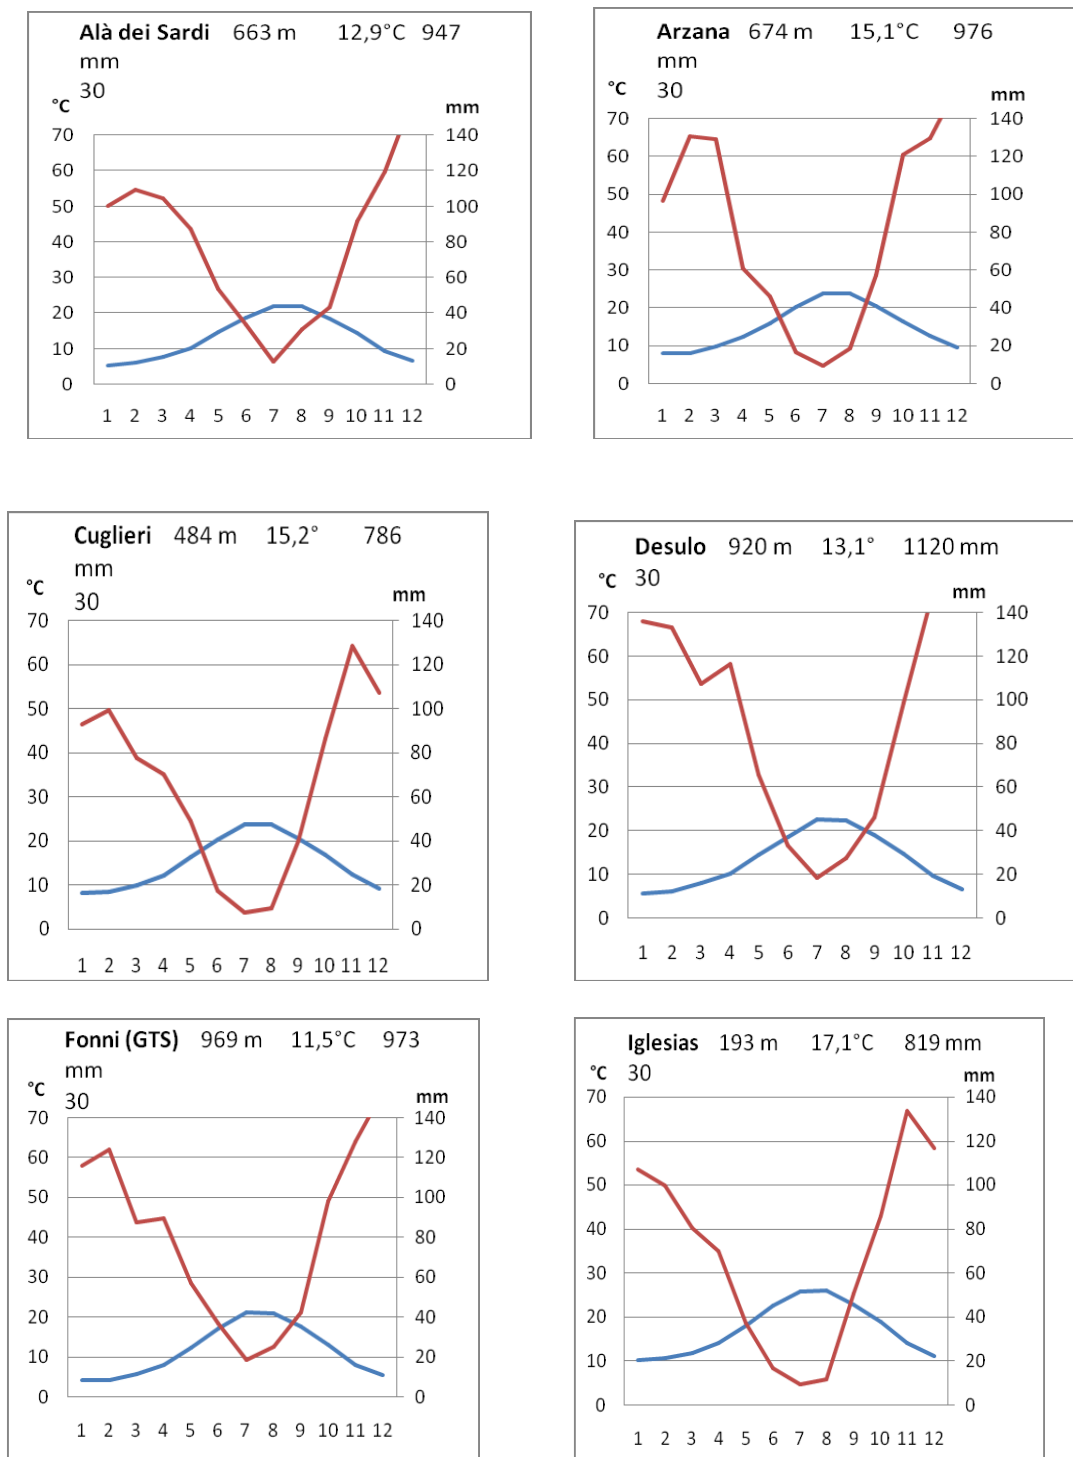 Alà dei Sardi 663 m 12,9°C 947
mm
30
°C mm
70 140
60 120
50 100
40 80
30 60
20 40
10 20
0 0
1 2 3 4 5 6 7 8 9 10 11 12
Arzana 674 m 15,1°C 976
mm
30
°C mm
70 140
60 120
50 100
40 80
30 60
20 40
10 20
0 0
1 2 3 4 5 6 7 8 9 10 11 12
Cuglieri 484 m 15,2° 786
mm
30
°C mm
70 140
60 120
50 100
40 80
30 60
20 40
10 20
0 0
1 2 3 4 5 6 7 8 9 10 11 12
Desulo 920 m 13,1° 1120 mm
30
°C mm
70 140
60 120
50 100
40 80
30 60
20 40
10 20
0 0
1 2 3 4 5 6 7 8 9 10 11 12
Fonni (GTS) 969 m 11,5°C 973
mm
30
°C mm
70 140
60 120
50 100
40 80
30 60
20 40
10 20
0 0
1 2 3 4 5 6 7 8 9 10 11 12
Iglesias 193 m 17,1°C 819 mm
30
°C mm
70 140
60 120
50 100
40 80
30 60
20 40
10 20
0 0
1 2 3 4 5 6 7 8 9 10 11 12